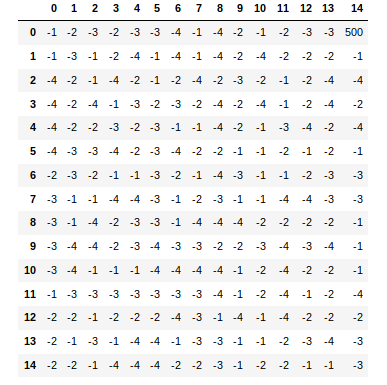 0 1 2 3 4 5 6 7 8 9 10 11 12 13 14
0 -1 -2 -3 -2 -3 -3 -4 -1 -4 -2 -1 -2 -3 -3 500
1 -1 -3 -1 -2 -4 -1 -4 -1 -4 -2 -4 -2 -2 -2 -1
2 -4 -2 -1 -4 -2 -1 -2 -4 -2 -3 -2 -1 -2 -4 -4
3 -4 -2 -4 -1 -3 -2 -3 -2 -4 -2 -4 -1 -2 -4 -2
4 -4 -2 -2 -3 -2 -3 -1 -1 -4 -2 -1 -3 -4 -2 -4
5 -4 -3 -3 -4 -2 -3 -4 -2 -2 -1 -1 -2 -1 -2 -1
6 -2 -3 -2 -1 -1 -3 -2 -1 -4 -3 -1 -1 -2 -3 -3
7 -3 -1 -1 -4 -4 -3 -1 -2 -3 -1 -1 -4 -4 -3 -3
8 -3 -1 -4 -2 -3 -3 -1 -4 -4 -4 -2 -2 -2 -2 -1
9 -3 -4 -4 -2 -3 -4 -3 -3 -2 -2 -3 -4 -3 -4 -1
10 -3 -4 -1 -1 -1 -4 -4 -4 -4 -1 -2 -4 -2 -2 -1
11 -1 -3 -3 -3 -3 -3 -3 -3 -4 -1 -2 -4 -1 -2 -4
12 -2 -2 -1 -2 -2 -2 -4 -3 -1 -4 -1 -4 -2 -2 -2
13 -2 -1 -3 -1 -4 -4 -1 -3 -3 -1 -1 -2 -3 -4 -3
14 -2 -2 -1 -4 -4 -4 -2 -2 -3 -1 -2 -2 -1 -1 -3